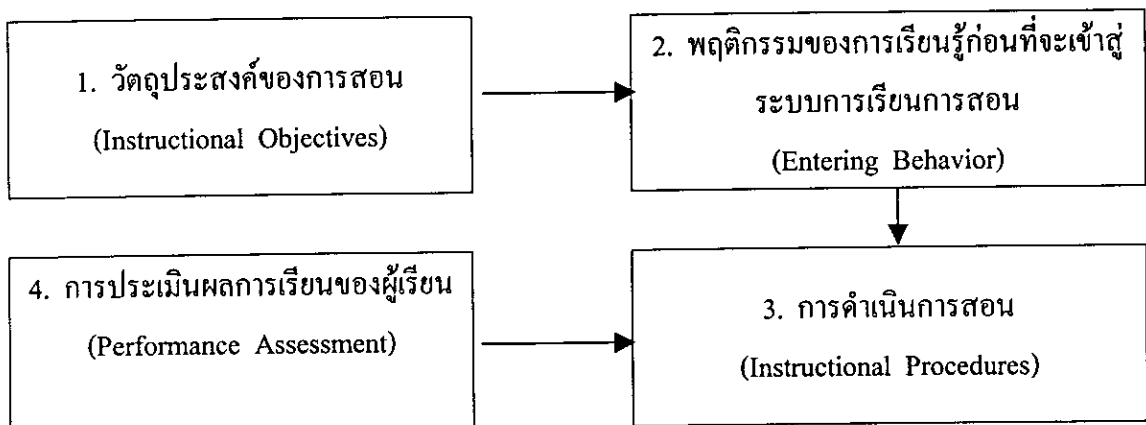 1. วัตถุประสงค์ของการสอน
(Instructional Objectives)
2. พฤติกรรมของการเรียนรู้ก่อนที่จะเข้าสู่
ระบบการเรียนการสอน
(Entering Behavior)
3. การดำเนินการสอน
(Instructional Procedures)
4. การประเมินผลการเรียนของผู้เรียน
(Performance Assessment)